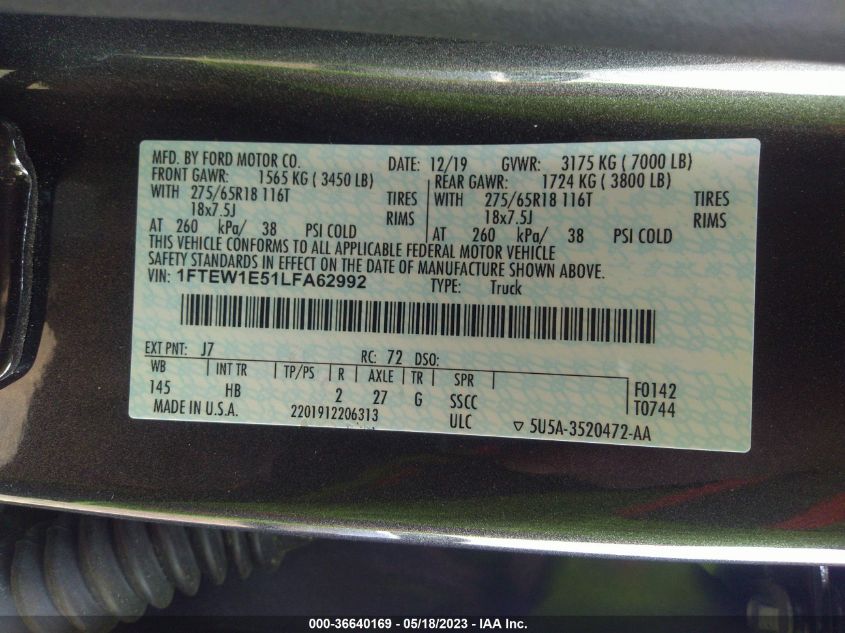 MFD. BY FORD MOTOR CO. DATE: 12/19 GVWR: 3175 KG ( 7000 LB)
FRONT GAWR: 1565 KG ( 3450 LB) REAR GAWR: 1724 KG ( 3800 LB)
WITH 275/65R18 116T TIRES WITH 275/65R18 116T TIRES
18x7.5J RIMS 18x7.5J RIMS
AT 260 kPa/ 38 PSI COLD AT 260 kPa/ 38 PSI COLD
THIS VEHICLE CONFORMS TO ALL APPLICABLE FEDERAL MOTOR VEHICLE
SAFETY STANDARDS IN EFFECT ON THE DATE OF MANUFACTURE SHOWN ABOVE.
VIN: 1FTEW1E51LFA62992 TYPE: Truck
EXT PNT: J7 RC: 72 DSO:
WB INT TR TP/PS R AXLE TR SPR F0142
145 HB 2 27 G SSCC T0744
MADE IN U.S.A. 2201912206313 ULC ▽ 5U5A-3520472-AA
000-36640169 - 05/18/2023 - IAA Inc.